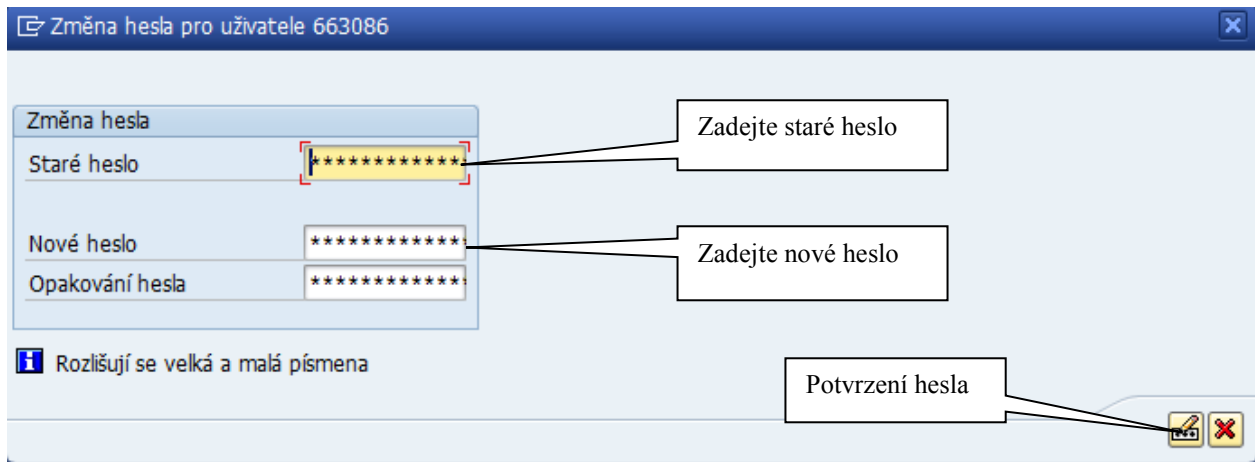 Změna hesla pro uživatele 663086
Změna hesla
Zadejte staré heslo
Staré heslo
************
Nové heslo
************
Zadejte nové heslo
Opakování hesla
************
Rozlišují se velká a malá písmena
Potvrzení hesla